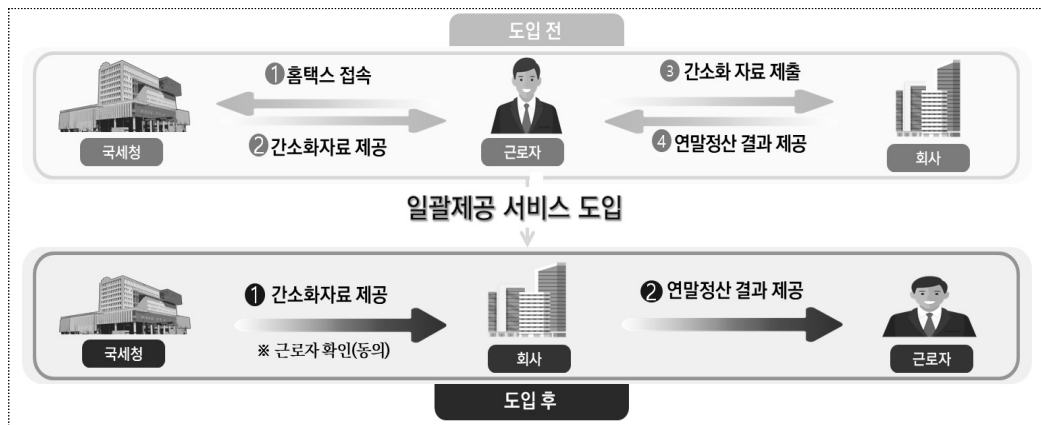 도입 전
❶홈택스 접속
❸ 간소화 자료 제출
❷간소화자료 제공
❹ 연말정산 결과 제공
국세청
근로자
회사
일괄제공 서비스 도입
❶ 간소화자료 제공
❷ 연말정산 결과 제공
※ 근로자 확인(동의)
국세청
회사
근로자
도입 후